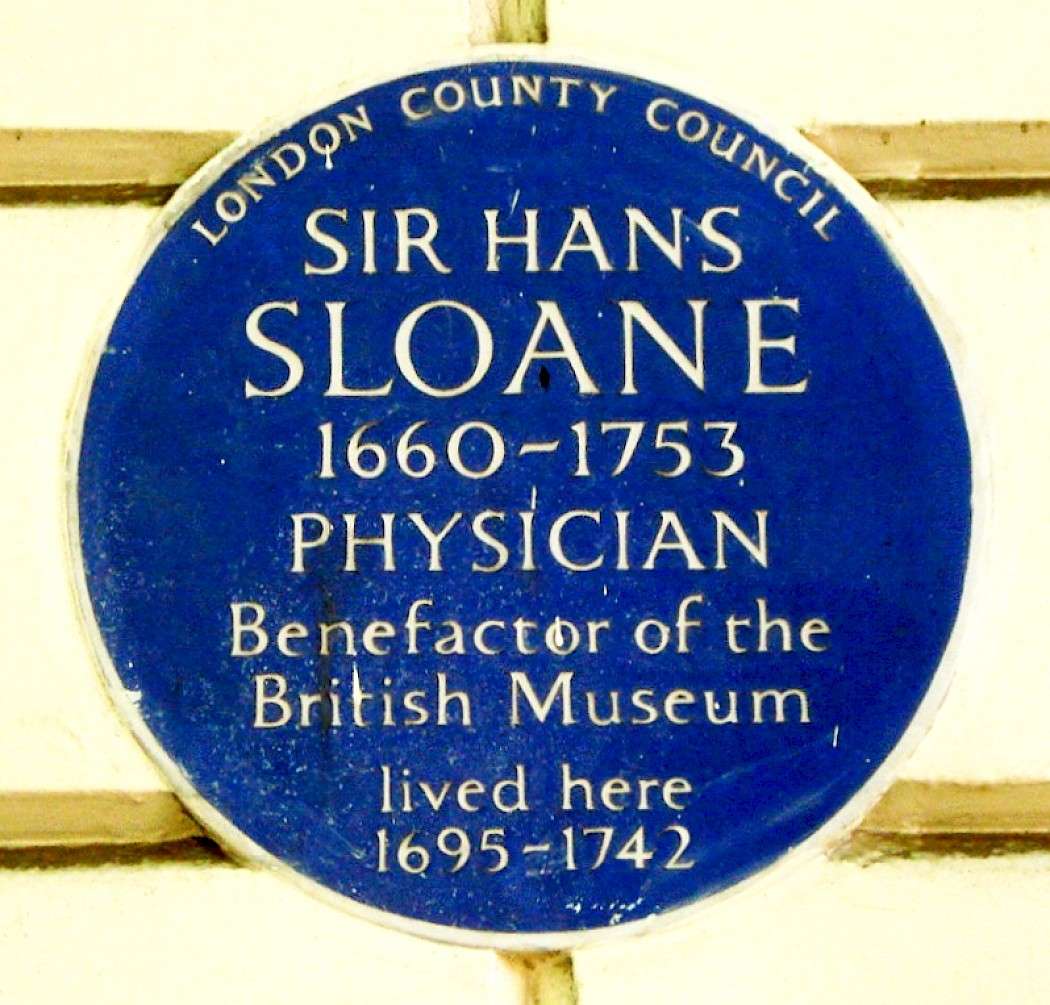 LONDON COUNTY COUNCIL
SIR HANS
SLOANE
1660-1753
PHYSICIAN
Benefactor of the
British Museum
lived here
1695-1742